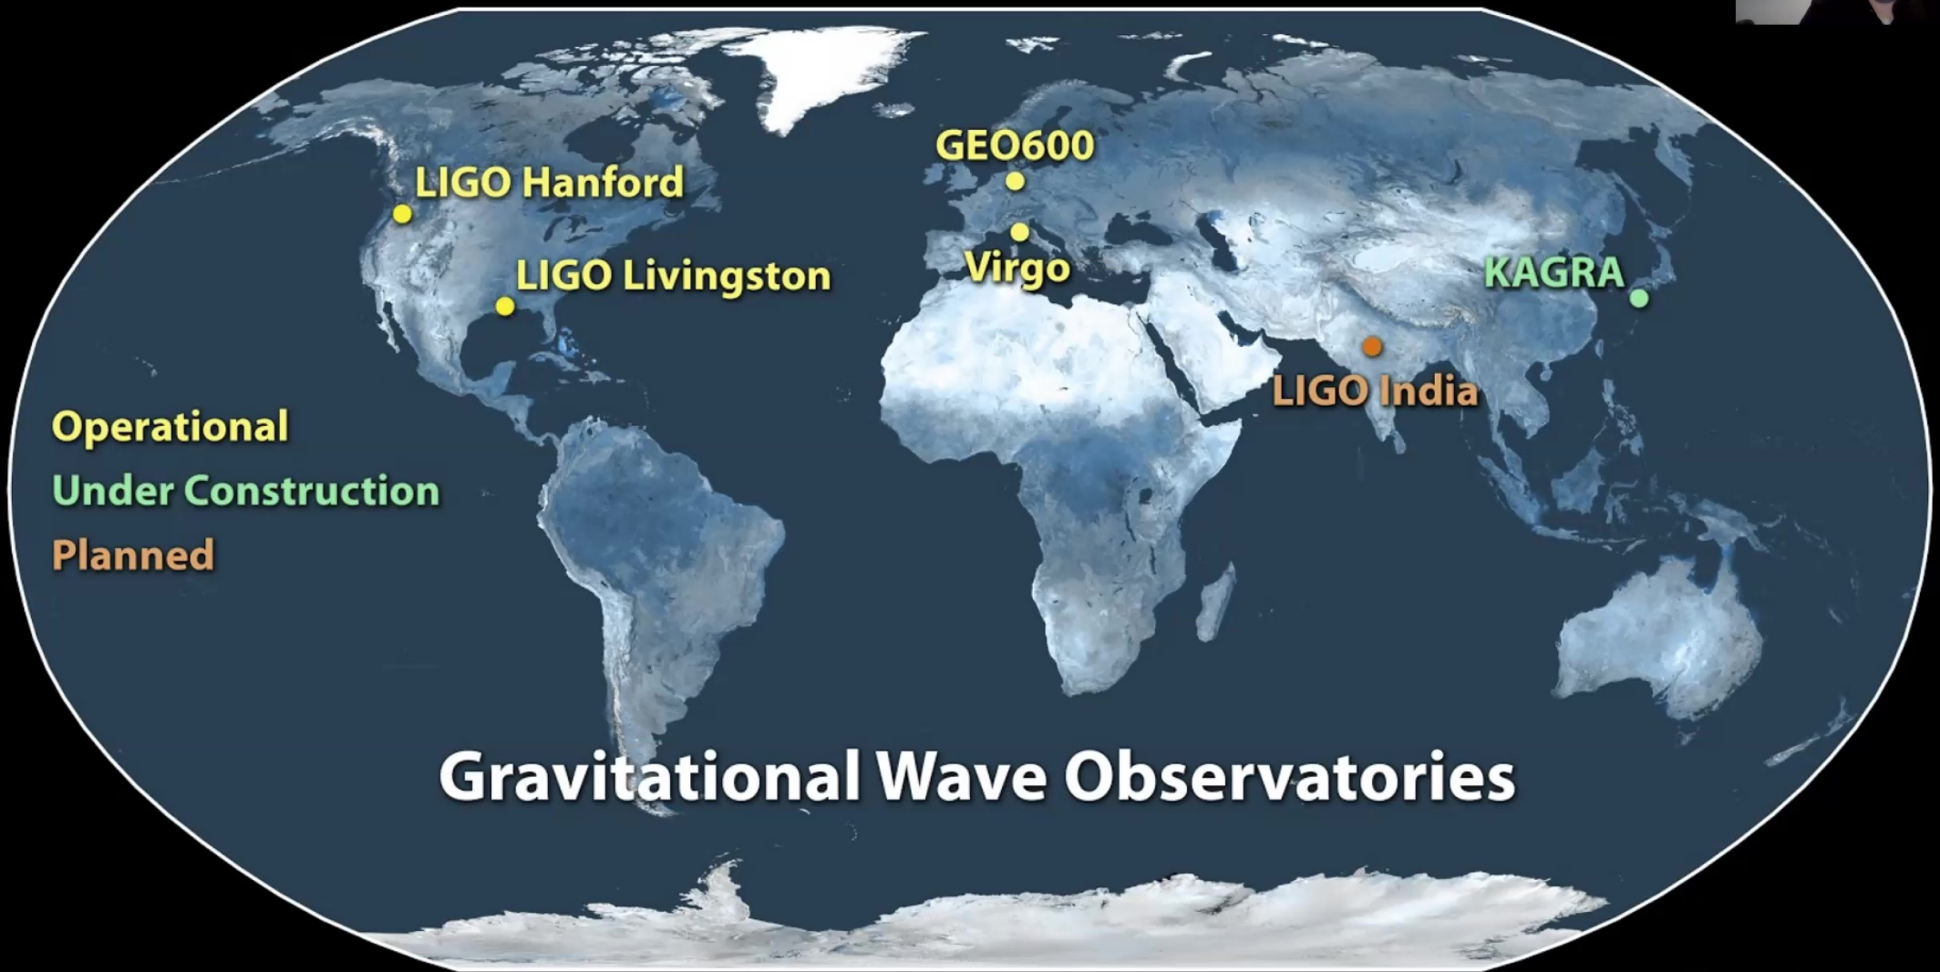 GEO600
LIGO Hanford
Virgo
LIGO Livingston
KAGRA
LIGO India
Operational
Under Construction
Planned
Gravitational Wave Observatories